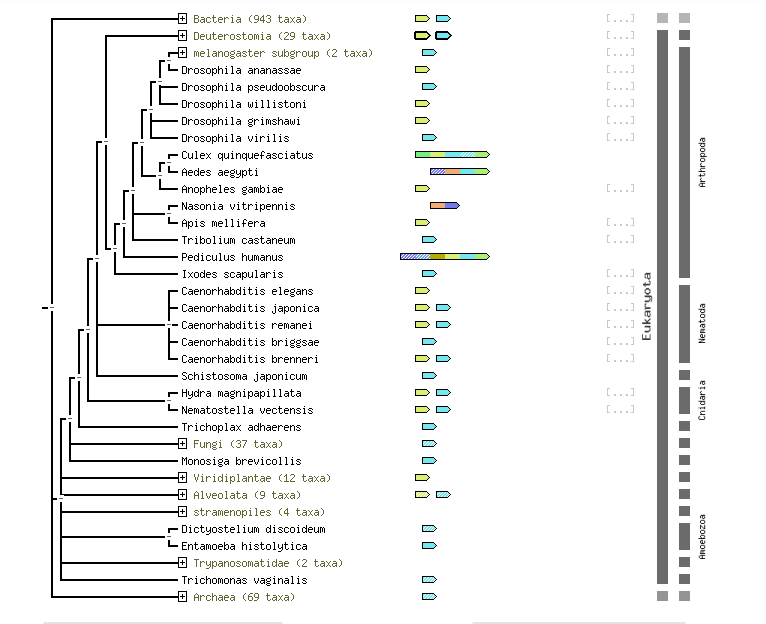 Bacteria (943 taxa) [...]
Deuterostomia (29 taxa) [...]
melanogaster subgroup (2 taxa) [...]
Drosophila ananassae [...]
Drosophila pseudoobscura [...]
Drosophila willistoni [...]
Drosophila grimshawi [...]
Drosophila virilis [...]
Culex quinquefasciatus
Aedes aegypti
Anopheles gambiae [...]
Nasonia vitripennis
Apis mellifera [...]
Tribolium castaneum [...]
Pediculus humanus
Ixodes scapularis [...]
Caenorhabditis elegans [...]
Caenorhabditis japonica [...]
Caenorhabditis remanei [...]
Caenorhabditis briggsae [...]
Caenorhabditis brenneri [...]
Schistosoma japonicum
Hydra magnipapillata [...]
Nematostella vectensis [...]
Trichoplax adhaerens
Fungi (37 taxa)
Monosiga brevicollis
Viridiplantae (12 taxa)
Alveolata (9 taxa)
stramenopiles (4 taxa)
Dictyostelium discoideum
Entamoeba histolytica
Trypanosomatidae (2 taxa)
Trichomonas vaginalis
Archaea (69 taxa)
Eukaryota
Arthropoda
Nematoda
Cnidaria
Amoebozoa